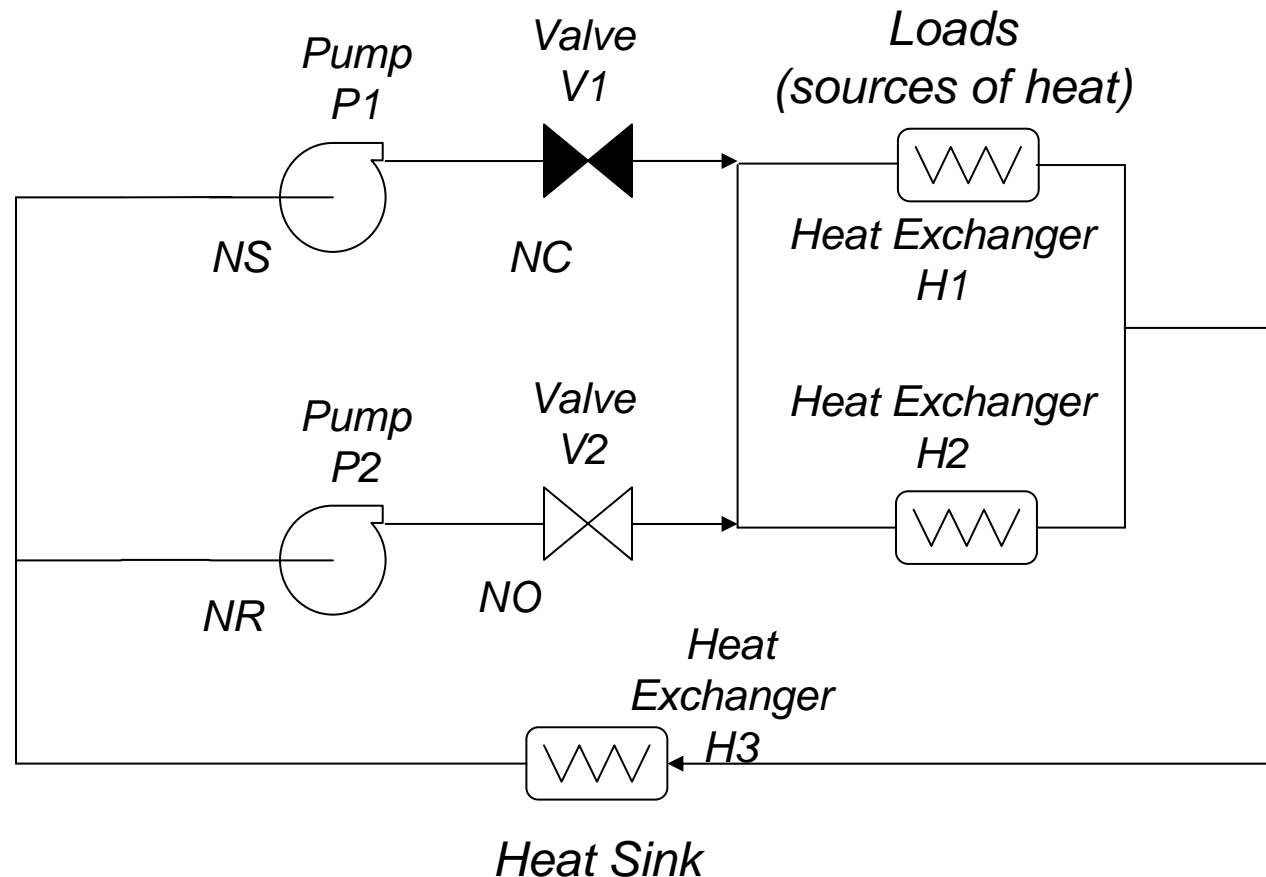 Pump
P1
Valve
V1
Loads
(sources of heat)
NS
NC
Heat Exchanger
H1
Pump
P2
Valve
V2
Heat Exchanger
H2
NR
NO
Heat
Exchanger
H3
Heat Sink